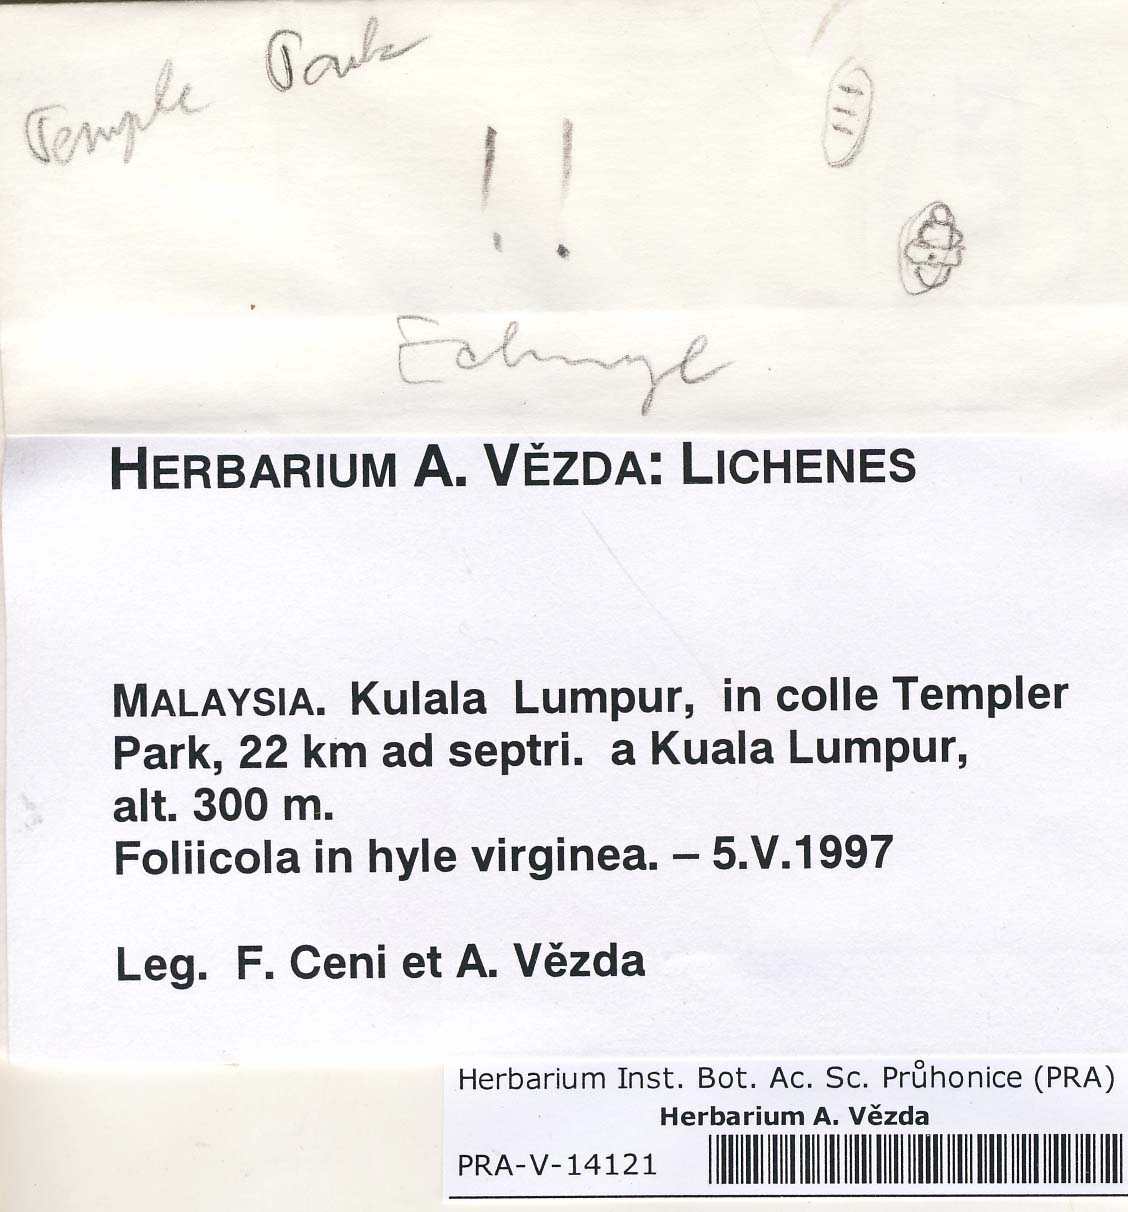 Temple Park
! !
HERBARIUM A. VĚZDA: LICHENES
MALAYSIA. Kulala Lumpur, in colle Templer
Park, 22 km ad septri. a Kuala Lumpur,
alt. 300 m.
Foliicola in hyle virginea. – 5.V.1997
Leg. F. Ceni et A. Vězda
Herbarium Inst. Bot. Ac. Sc. Průhonice (PRA)
Herbarium A. Vězda
PRA-V-14121